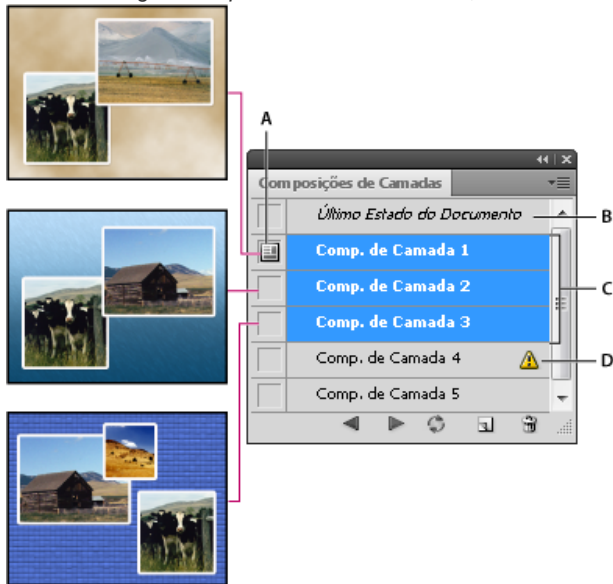 A
Composições de Camadas
Último Estado do Documento
B
Comp. de Camada 1
Comp. de Camada 2
C
Comp. de Camada 3
Comp. de Camada 4
D
Comp. de Camada 5